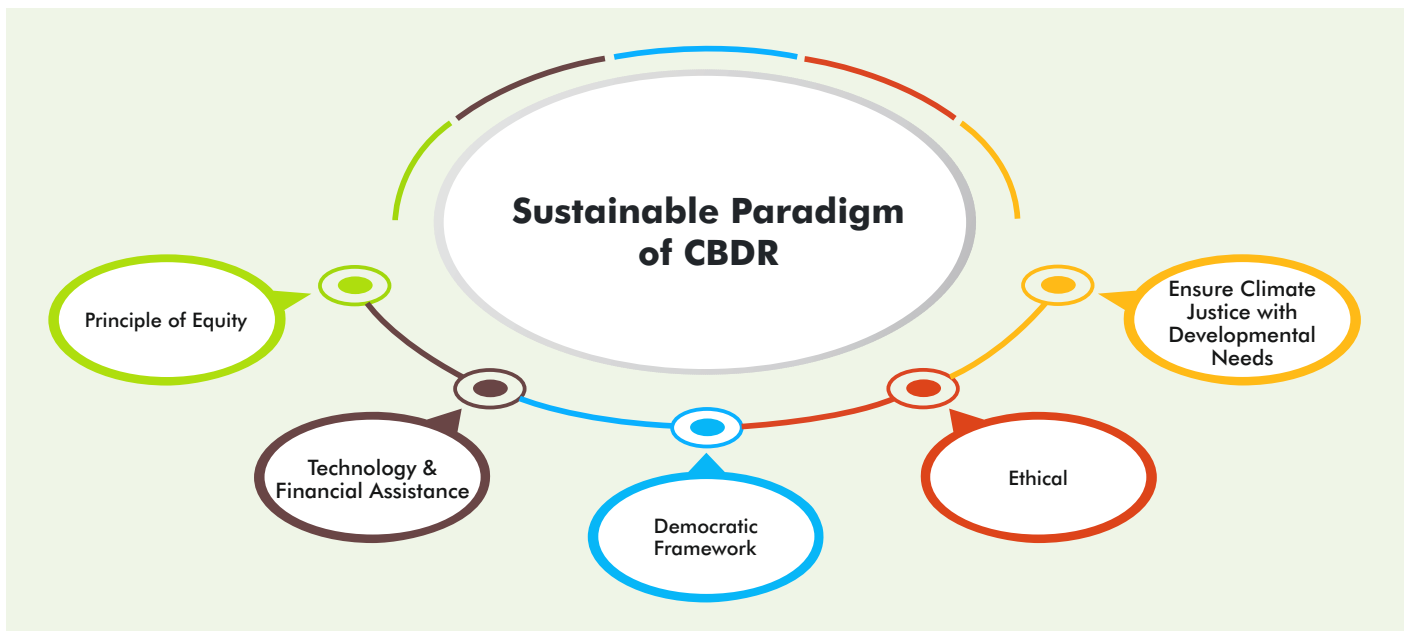 Sustainable Paradigm
of CBDR
Principle of Equity
Technology &
Financial Assistance
Democratic
Framework
Ethical
Ensure Climate
Justice with
Developmental
Needs